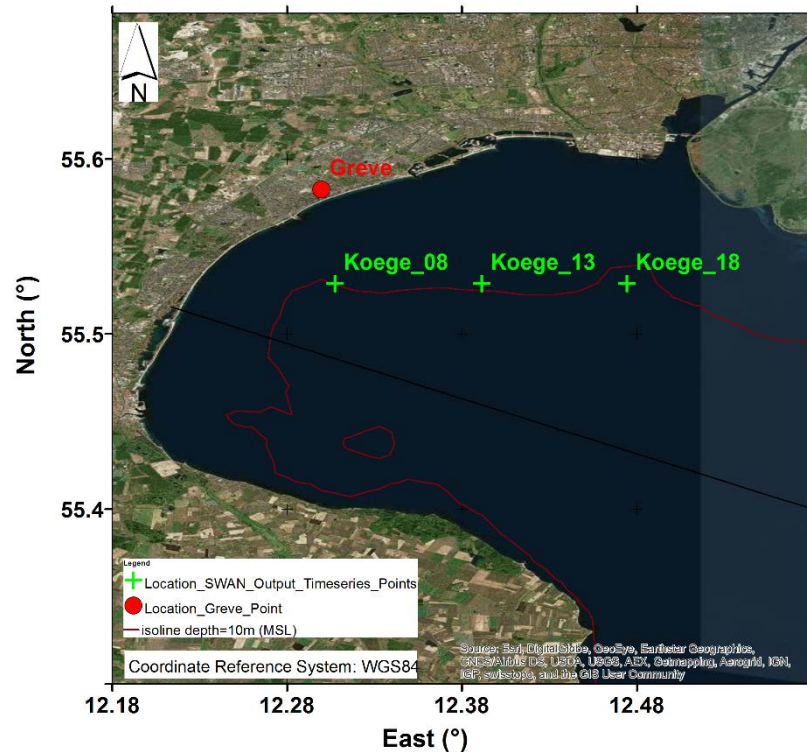 N
55.6
55.5
55.4
North (°)
Greve
Koege_08
Koege_13
Koege_18
Legend
Location_SWAN_Output_Timeseries_Points
Location_Greve_Point
isoline depth=10m (MSL)
Coordinate Reference System: WGS84
Source: Esri, DigitalGlobe, GeoEye, Earthstar Geographics,
CNES/Airbus DS, USDA, USGS, AEX, Getmapping, Aerogrid, IGN,
IGP, swisstopo, and the GIS User Community
12.18
12.28
12.38
12.48
East (°)